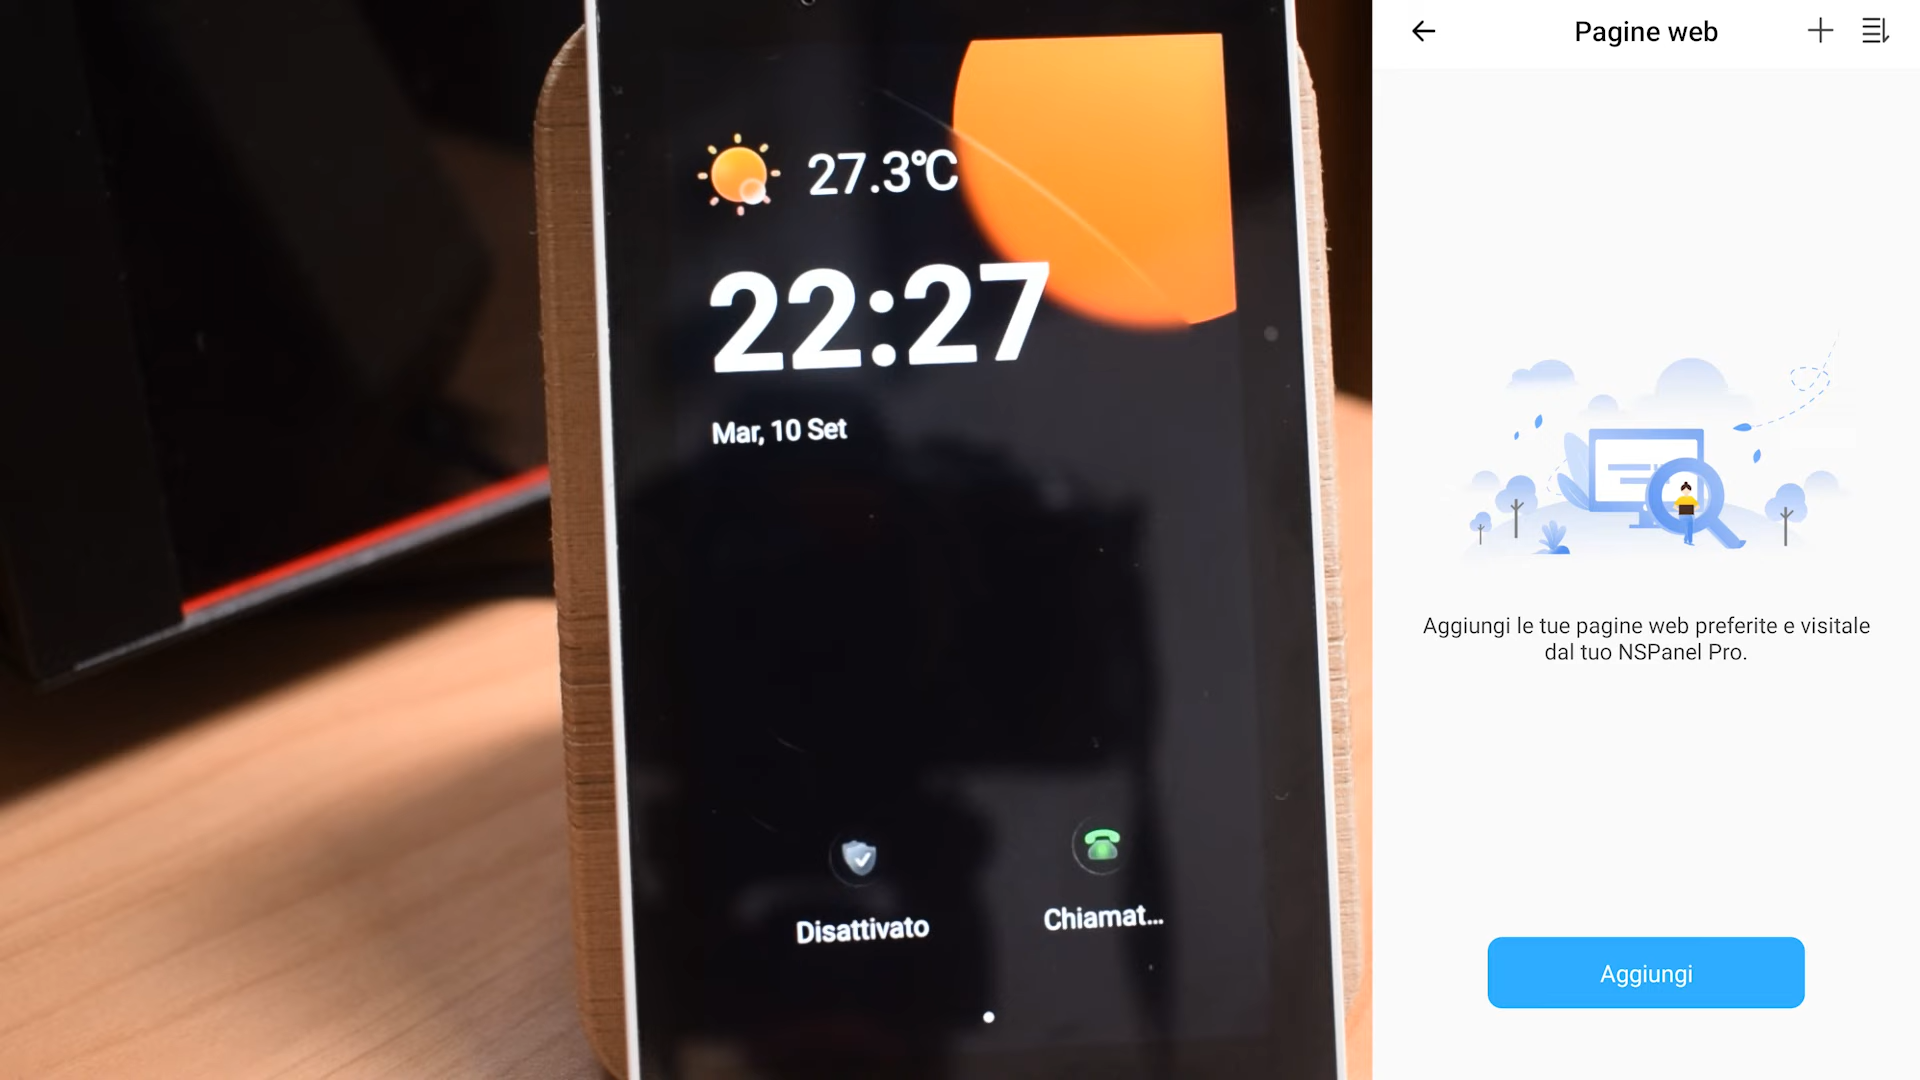 27.3°C
22:27
Mar, 10 Set
Disattivato
Chiamat...
Pagine web
Aggiungi le tue pagine web preferite e visitale
dal tuo NSPanel Pro.
Aggiungi